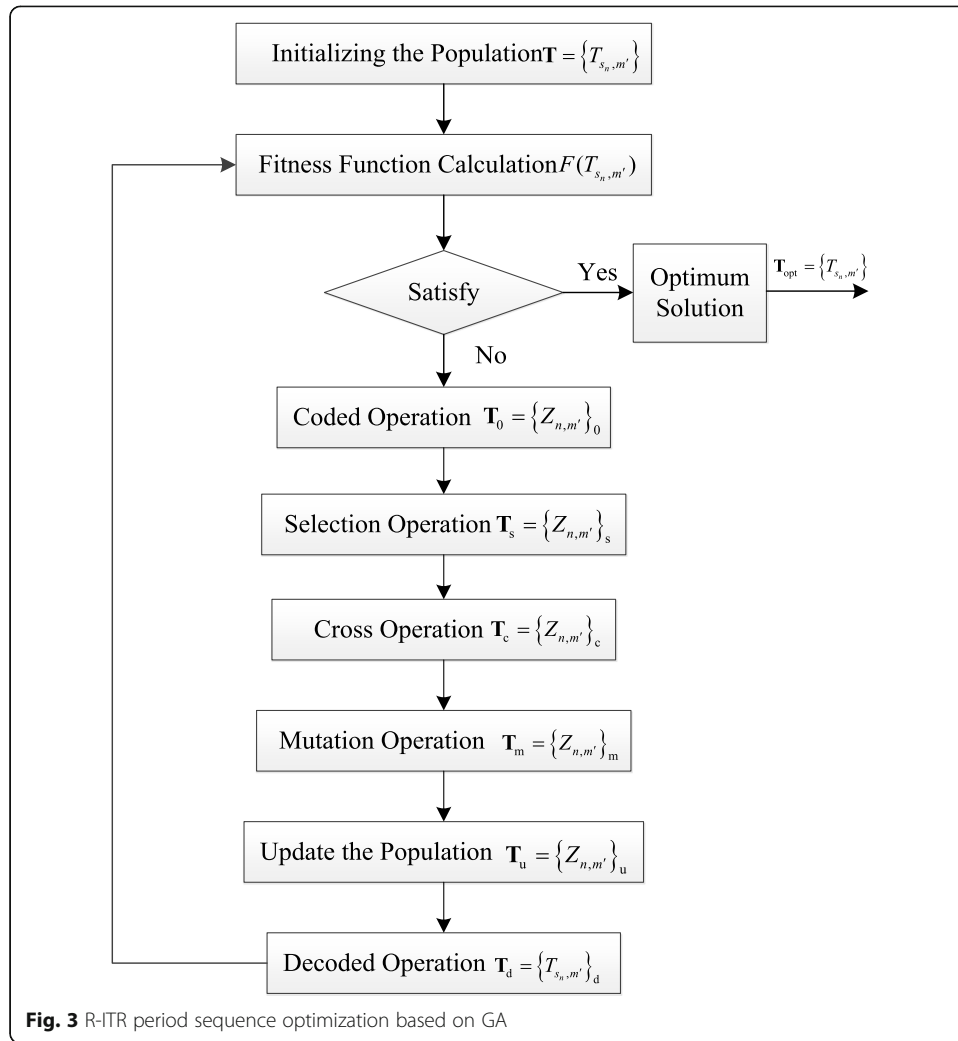 Initializing the Population𝐓 = {T_{s_n,m′}}
Fitness Function Calculation F(T_{s_n,m′})
Satisfy
Yes
Optimum
Solution
𝐓_opt = {T_{s_n,m′}}
No
Coded Operation 𝐓_0 = {Z_{n,m′}}_0
Selection Operation 𝐓_s = {Z_{n,m′}}_s
Cross Operation 𝐓_c = {Z_{n,m′}}_c
Mutation Operation 𝐓_m = {Z_{n,m′}}_m
Update the Population 𝐓_u = {Z_{n,m′}}_u
Decoded Operation 𝐓_d = {T_{s_n,m′}}_d
Fig. 3 R-ITR period sequence optimization based on GA